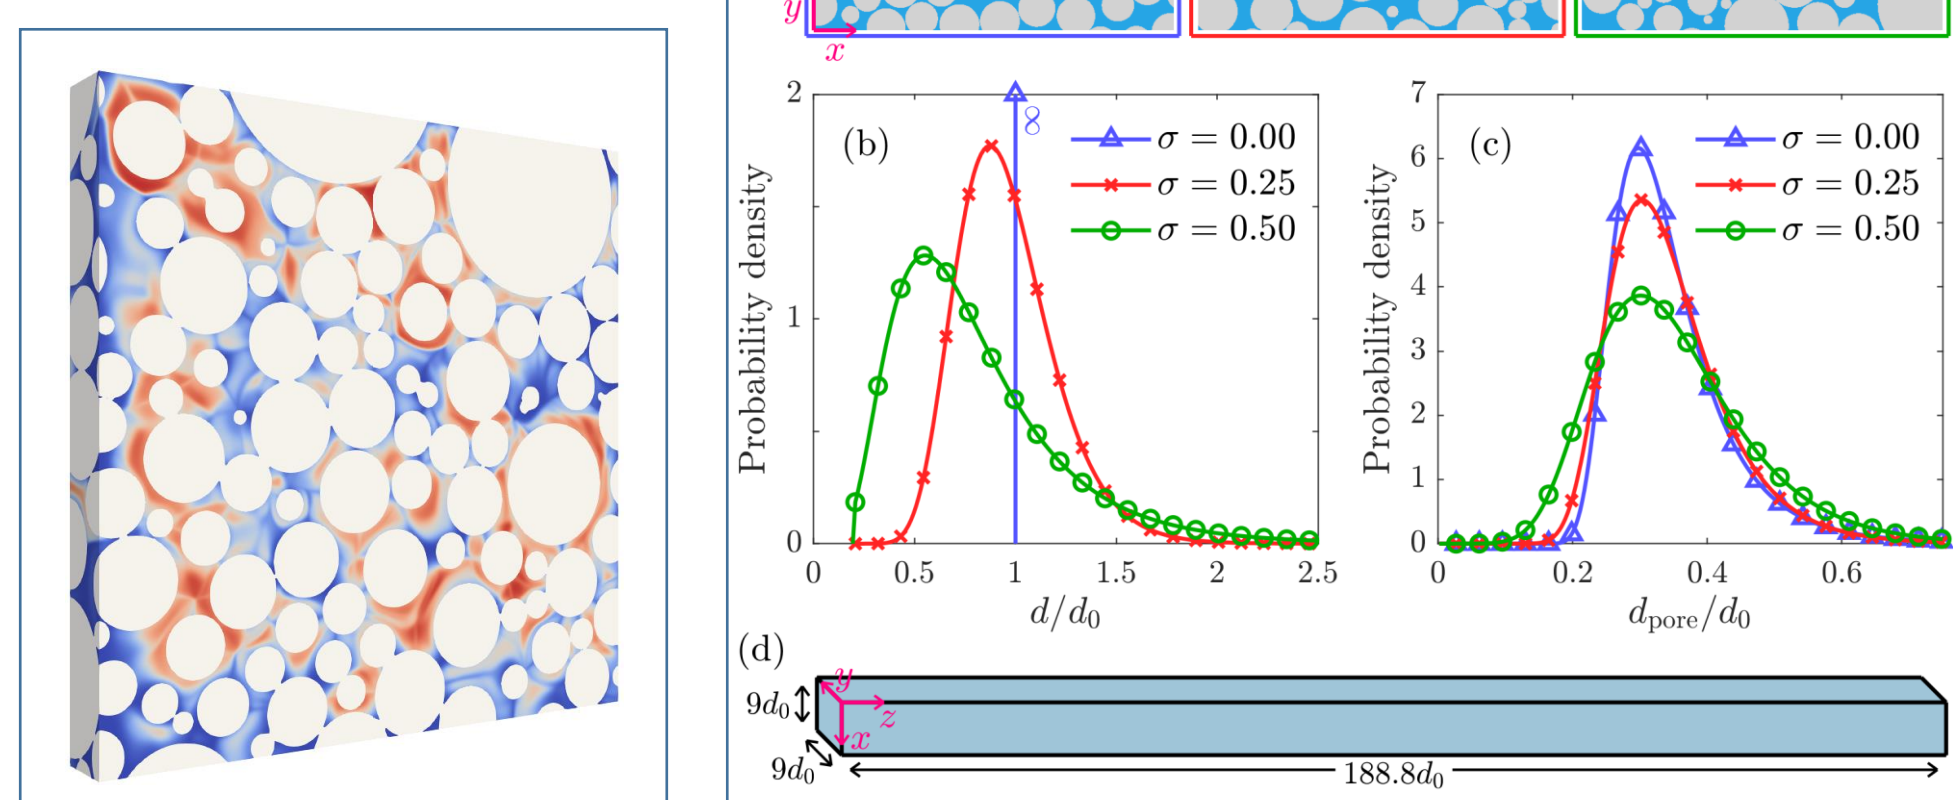 y
x
(b)
∞
σ = 0.00
σ = 0.25
σ = 0.50
Probability density
2
1
0
0 0.5 1 1.5 2 2.5
d/d₀
(c)
σ = 0.00
σ = 0.25
σ = 0.50
Probability density
7
6
5
4
3
2
1
0
0 0.2 0.4 0.6
d_pore/d₀
(d)
9d₀
y
z
x
9d₀
188.8d₀